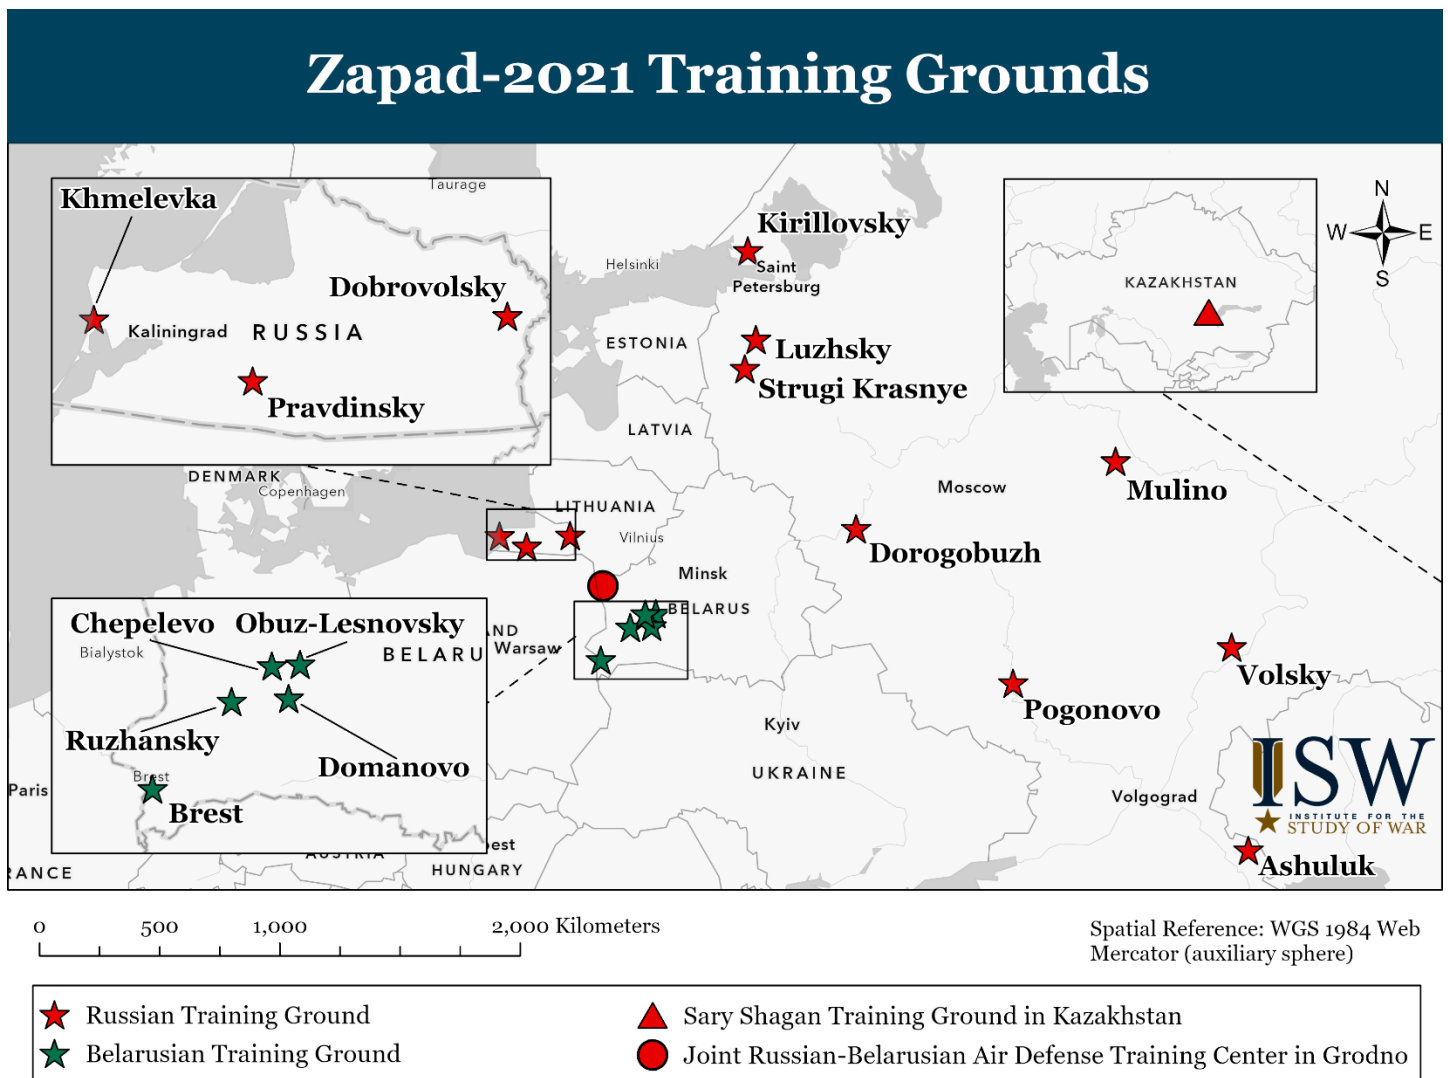 Zapad-2021 Training Grounds
Taurage
Khmelevka
Dobrovolsky
Kaliningrad
RUSSIA
Pravdinsky
Kirillovsky
Helsinki
Saint
Petersburg
ESTONIA
Luzhsky
Strugi Krasnye
LATVIA
KAZAKHSTAN
N
W
E
S
DENMARK
Copenhagen
LITHUANIA
Vilnius
Moscow
Mulino
Dorogobuzh
Minsk
BELARUS
AND
Warsaw
Chepelevo
Obuz-Lesnovsky
Bialystok
BELARU
Ruzhansky
Domanovo
Brest
Brest
Volsky
Pogonovo
Kyiv
UKRAINE
Volgograd
Paris
ISW
INSTITUTE FOR THE
STUDY OF WAR
Ashuluk
AUSTRIA
est
HUNGARY
RANCE
0 500 1,000 2,000 Kilometers
Spatial Reference: WGS 1984 Web
Mercator (auxiliary sphere)
Russian Training Ground
Belarusian Training Ground
Sary Shagan Training Ground in Kazakhstan
Joint Russian-Belarusian Air Defense Training Center in Grodno